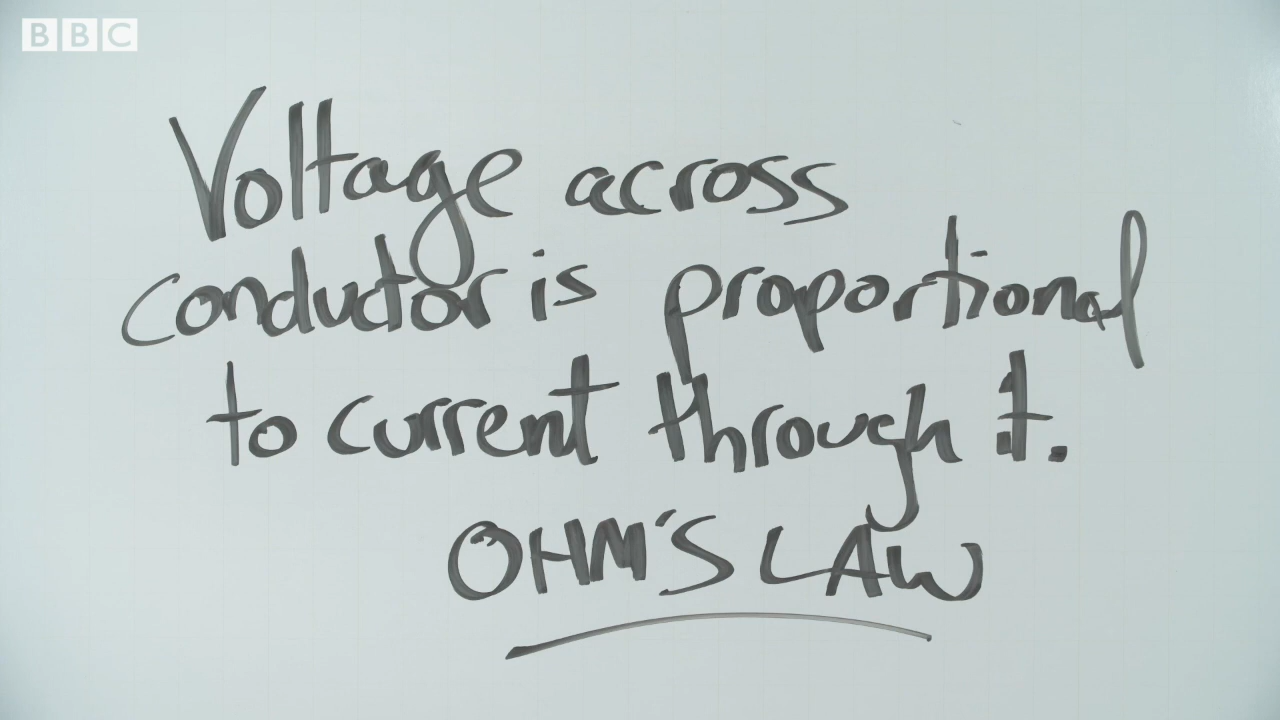 BBC
Voltage across
conductor is proportional
to current through it.
OHM'S LAW